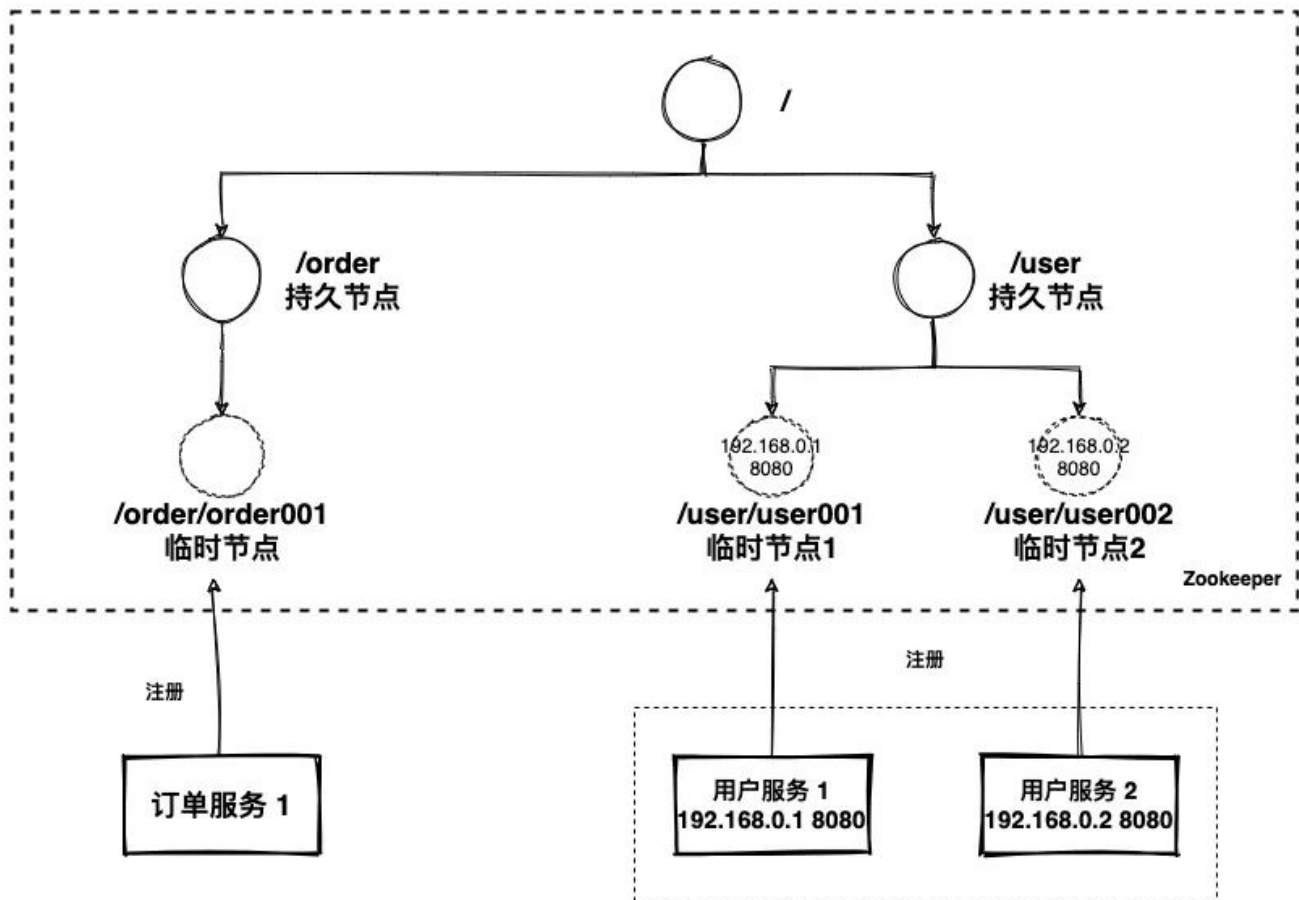 /
/order
持久节点
/user
持久节点
192.168.0.1
8080
192.168.0.2
8080
/order/order001
临时节点
/user/user001
临时节点1
/user/user002
临时节点2
Zookeeper
注册
注册
订单服务 1
用户服务 1
192.168.0.1 8080
用户服务 2
192.168.0.2 8080